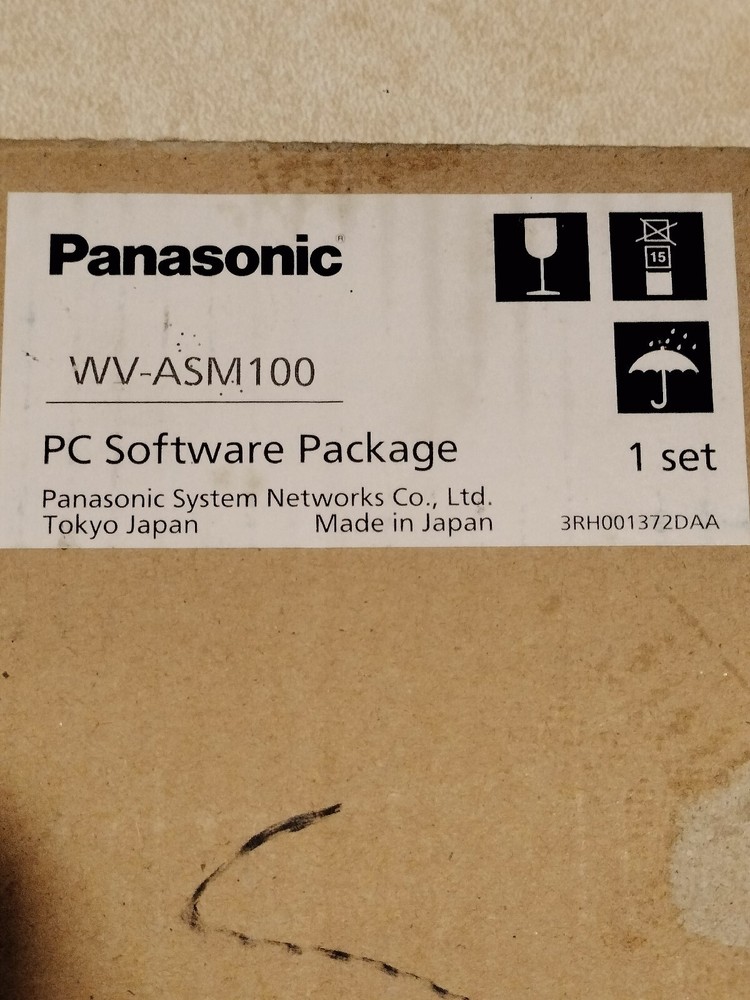 Panasonic®
15
WV-ASM100
PC Software Package
1 set
Panasonic System Networks Co., Ltd.
Tokyo Japan
Made in Japan
3RH001372DAA